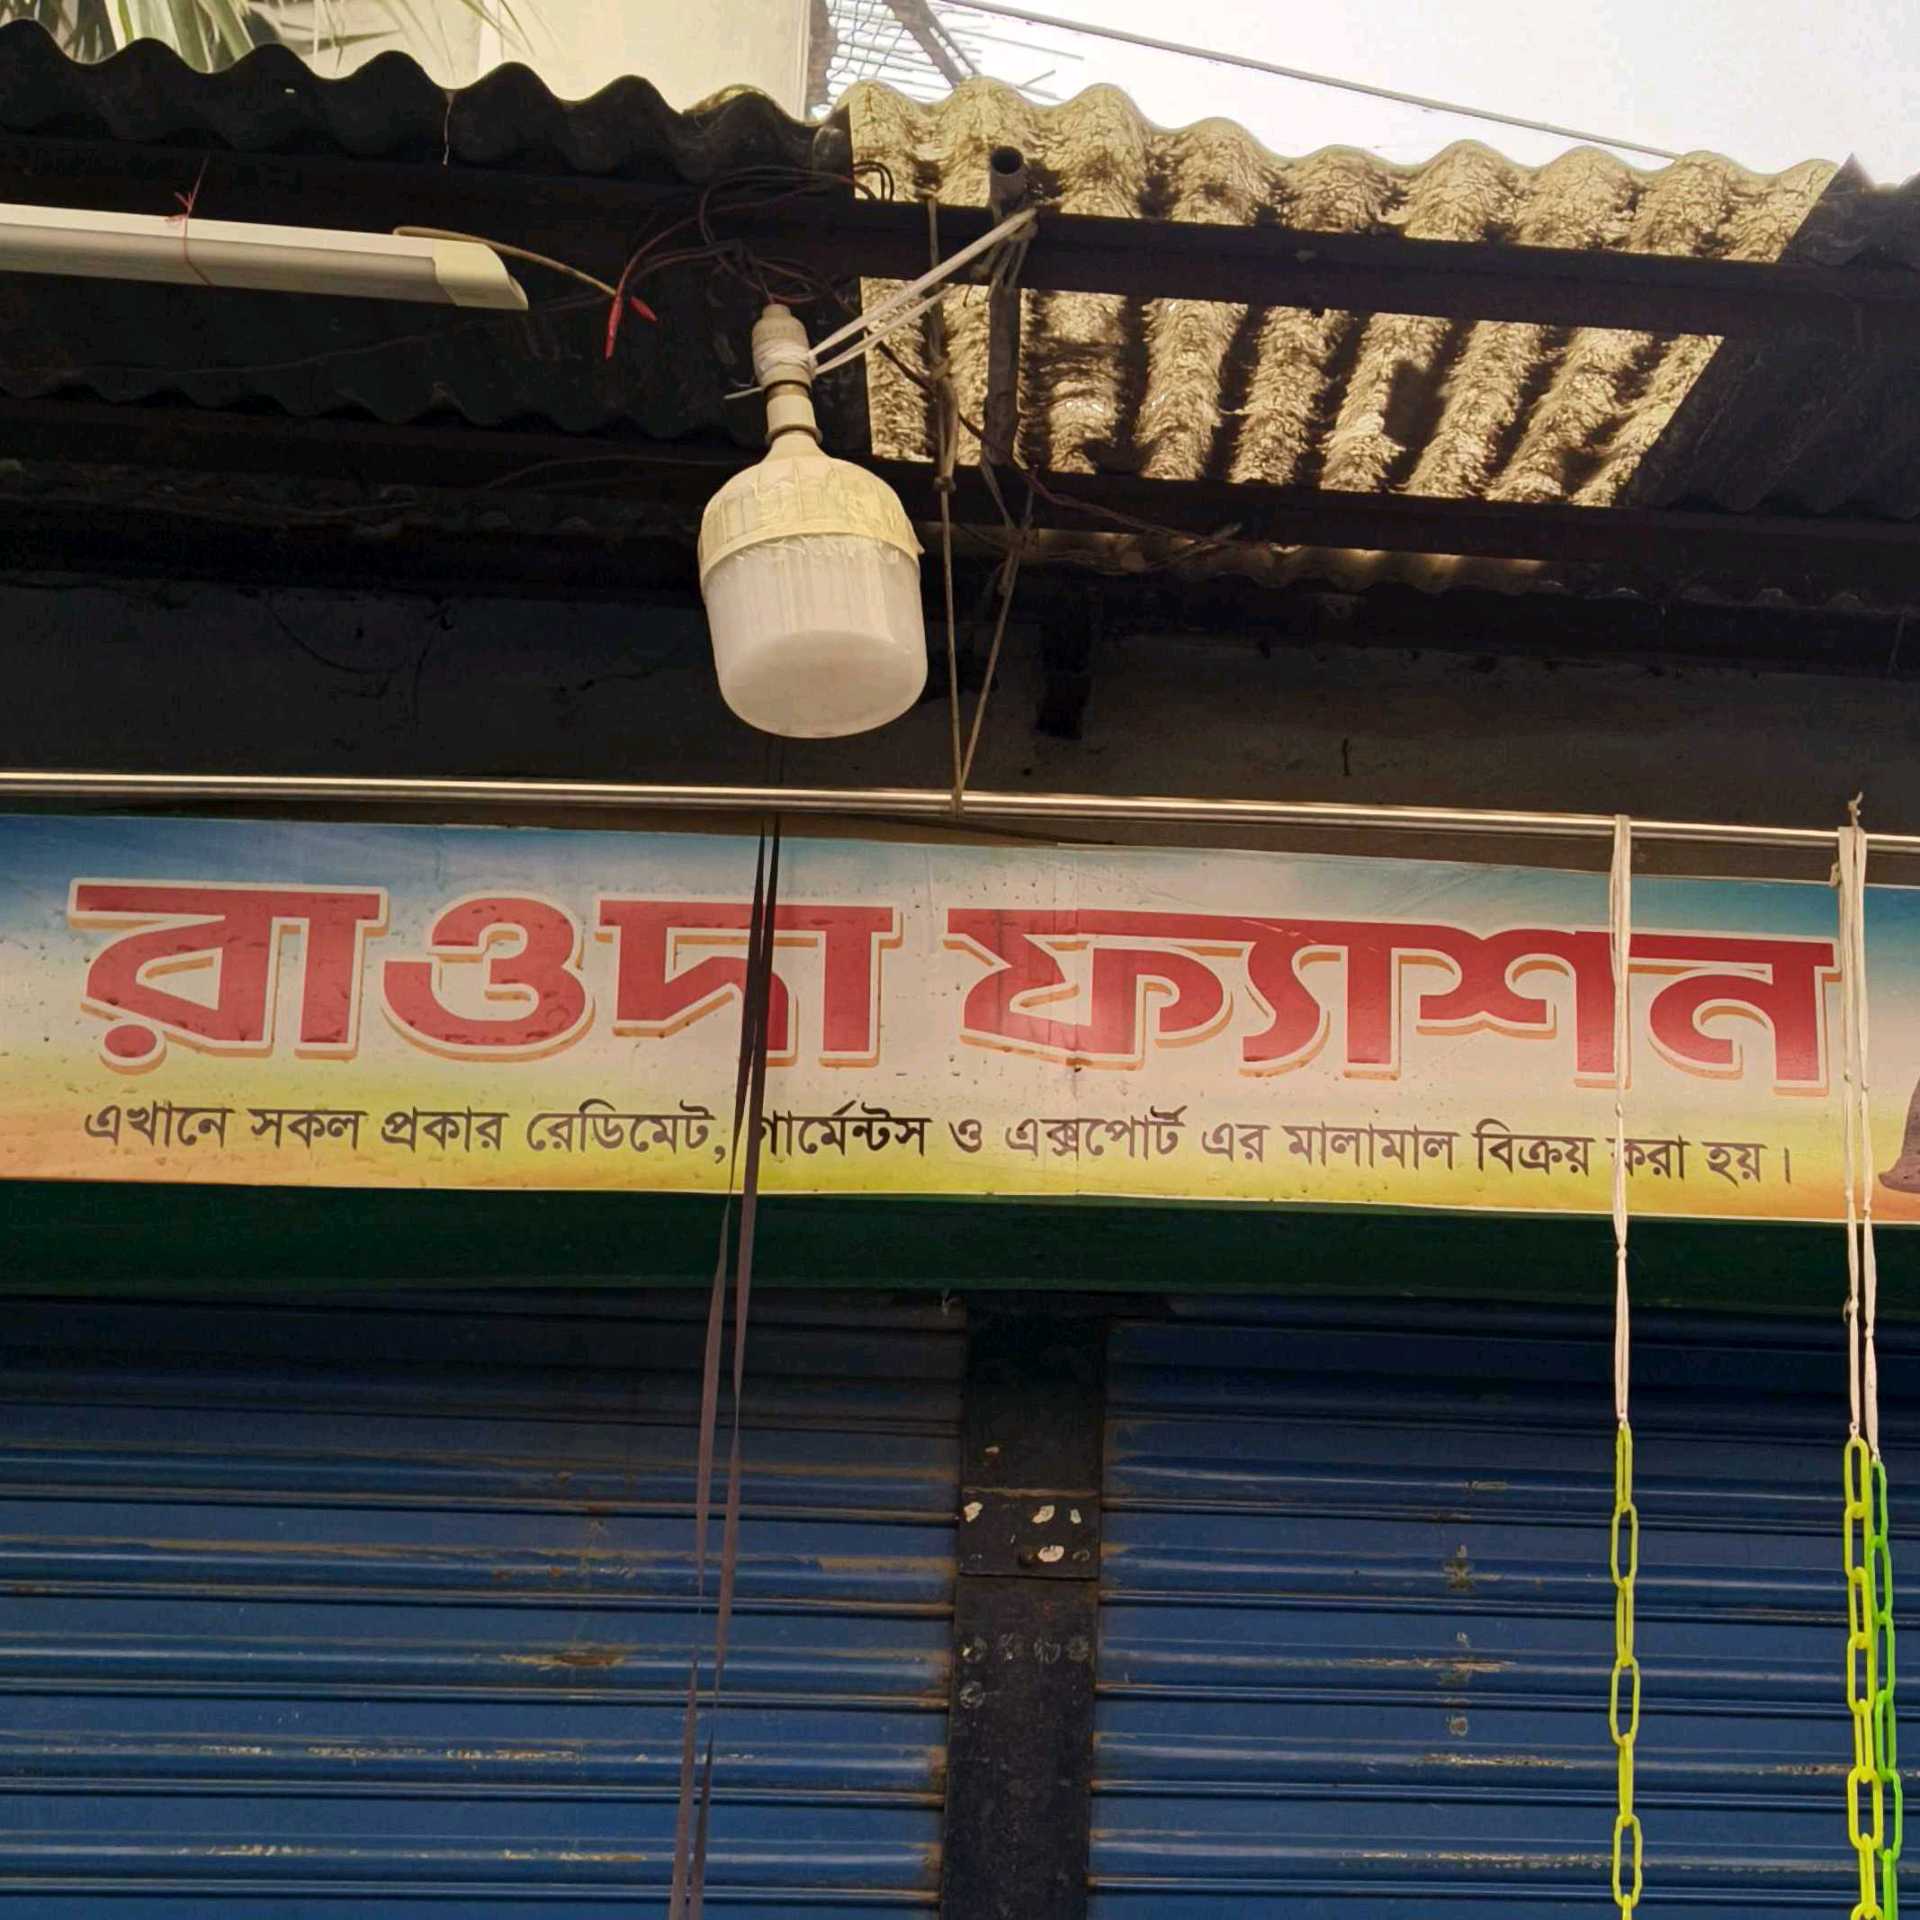 রাওদা ফ্যাশন
এখানে সকল প্রকার রেডিমেট, গার্মেন্টস ও এক্সপোর্ট এর মালামাল বিক্রয় করা হয়।